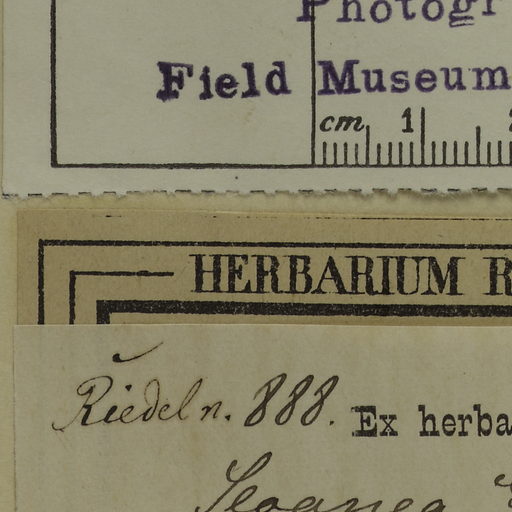 Photogr
Field Museum
cm 1
HERBARIUM R
Riedel n. 888. Ex herba
Sloanea